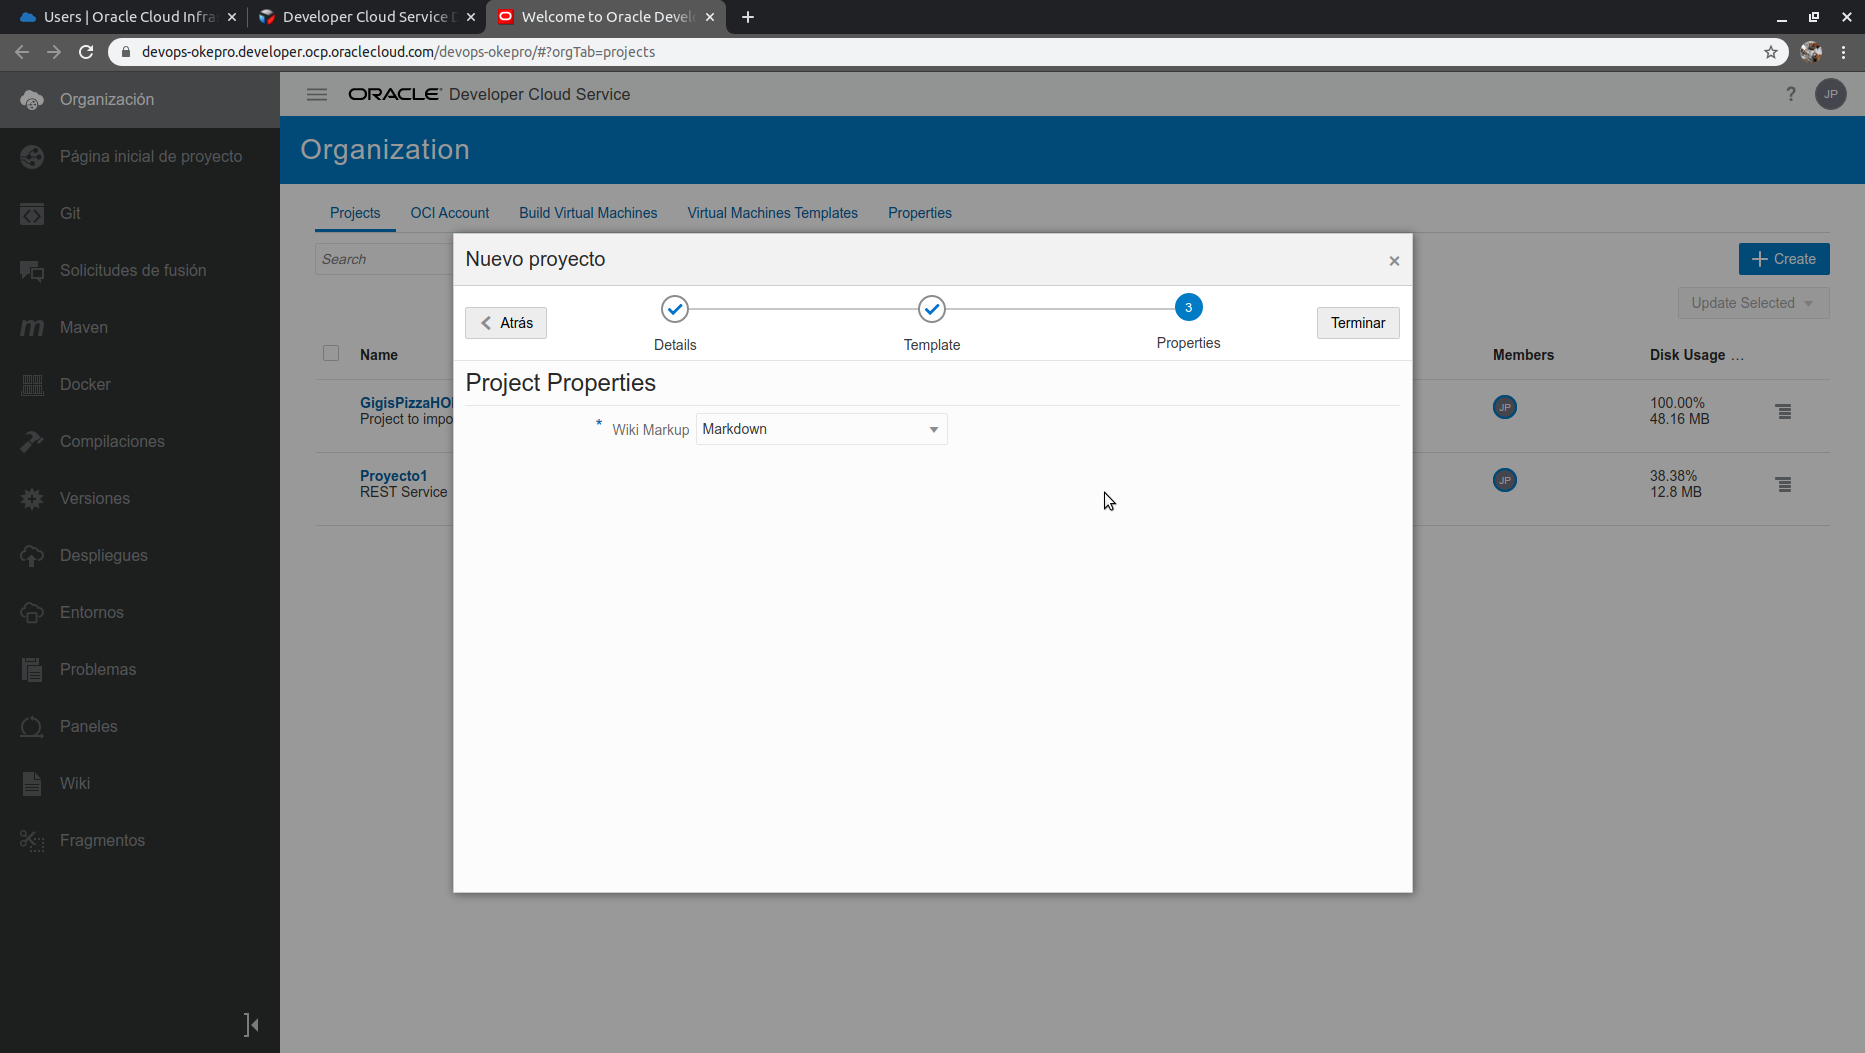 Users | Oracle Cloud Infra
Developer Cloud Service D
Welcome to Oracle Develo
devops-okepro.developer.ocp.oraclecloud.com/devops-okepro/#?orgTab=projects
Organización
Página inicial de proyecto
Git
Solicitudes de fusión
Maven
Docker
Compilaciones
Versiones
Despliegues
Entornos
Problemas
Paneles
Wiki
Fragmentos
ORACLE® Developer Cloud Service
? JP
Organization
Projects OCI Account Build Virtual Machines Virtual Machines Templates Properties
Search
Create
Update Selected
Name Members Disk Usage ...
GigisPizzaHOL
Project to impo
JP
100.00%
48.16 MB
Proyecto1
REST Service
JP
38.38%
12.8 MB
Nuevo proyecto
Atrás
Details
Template
3
Properties
Terminar
Project Properties
* Wiki Markup Markdown